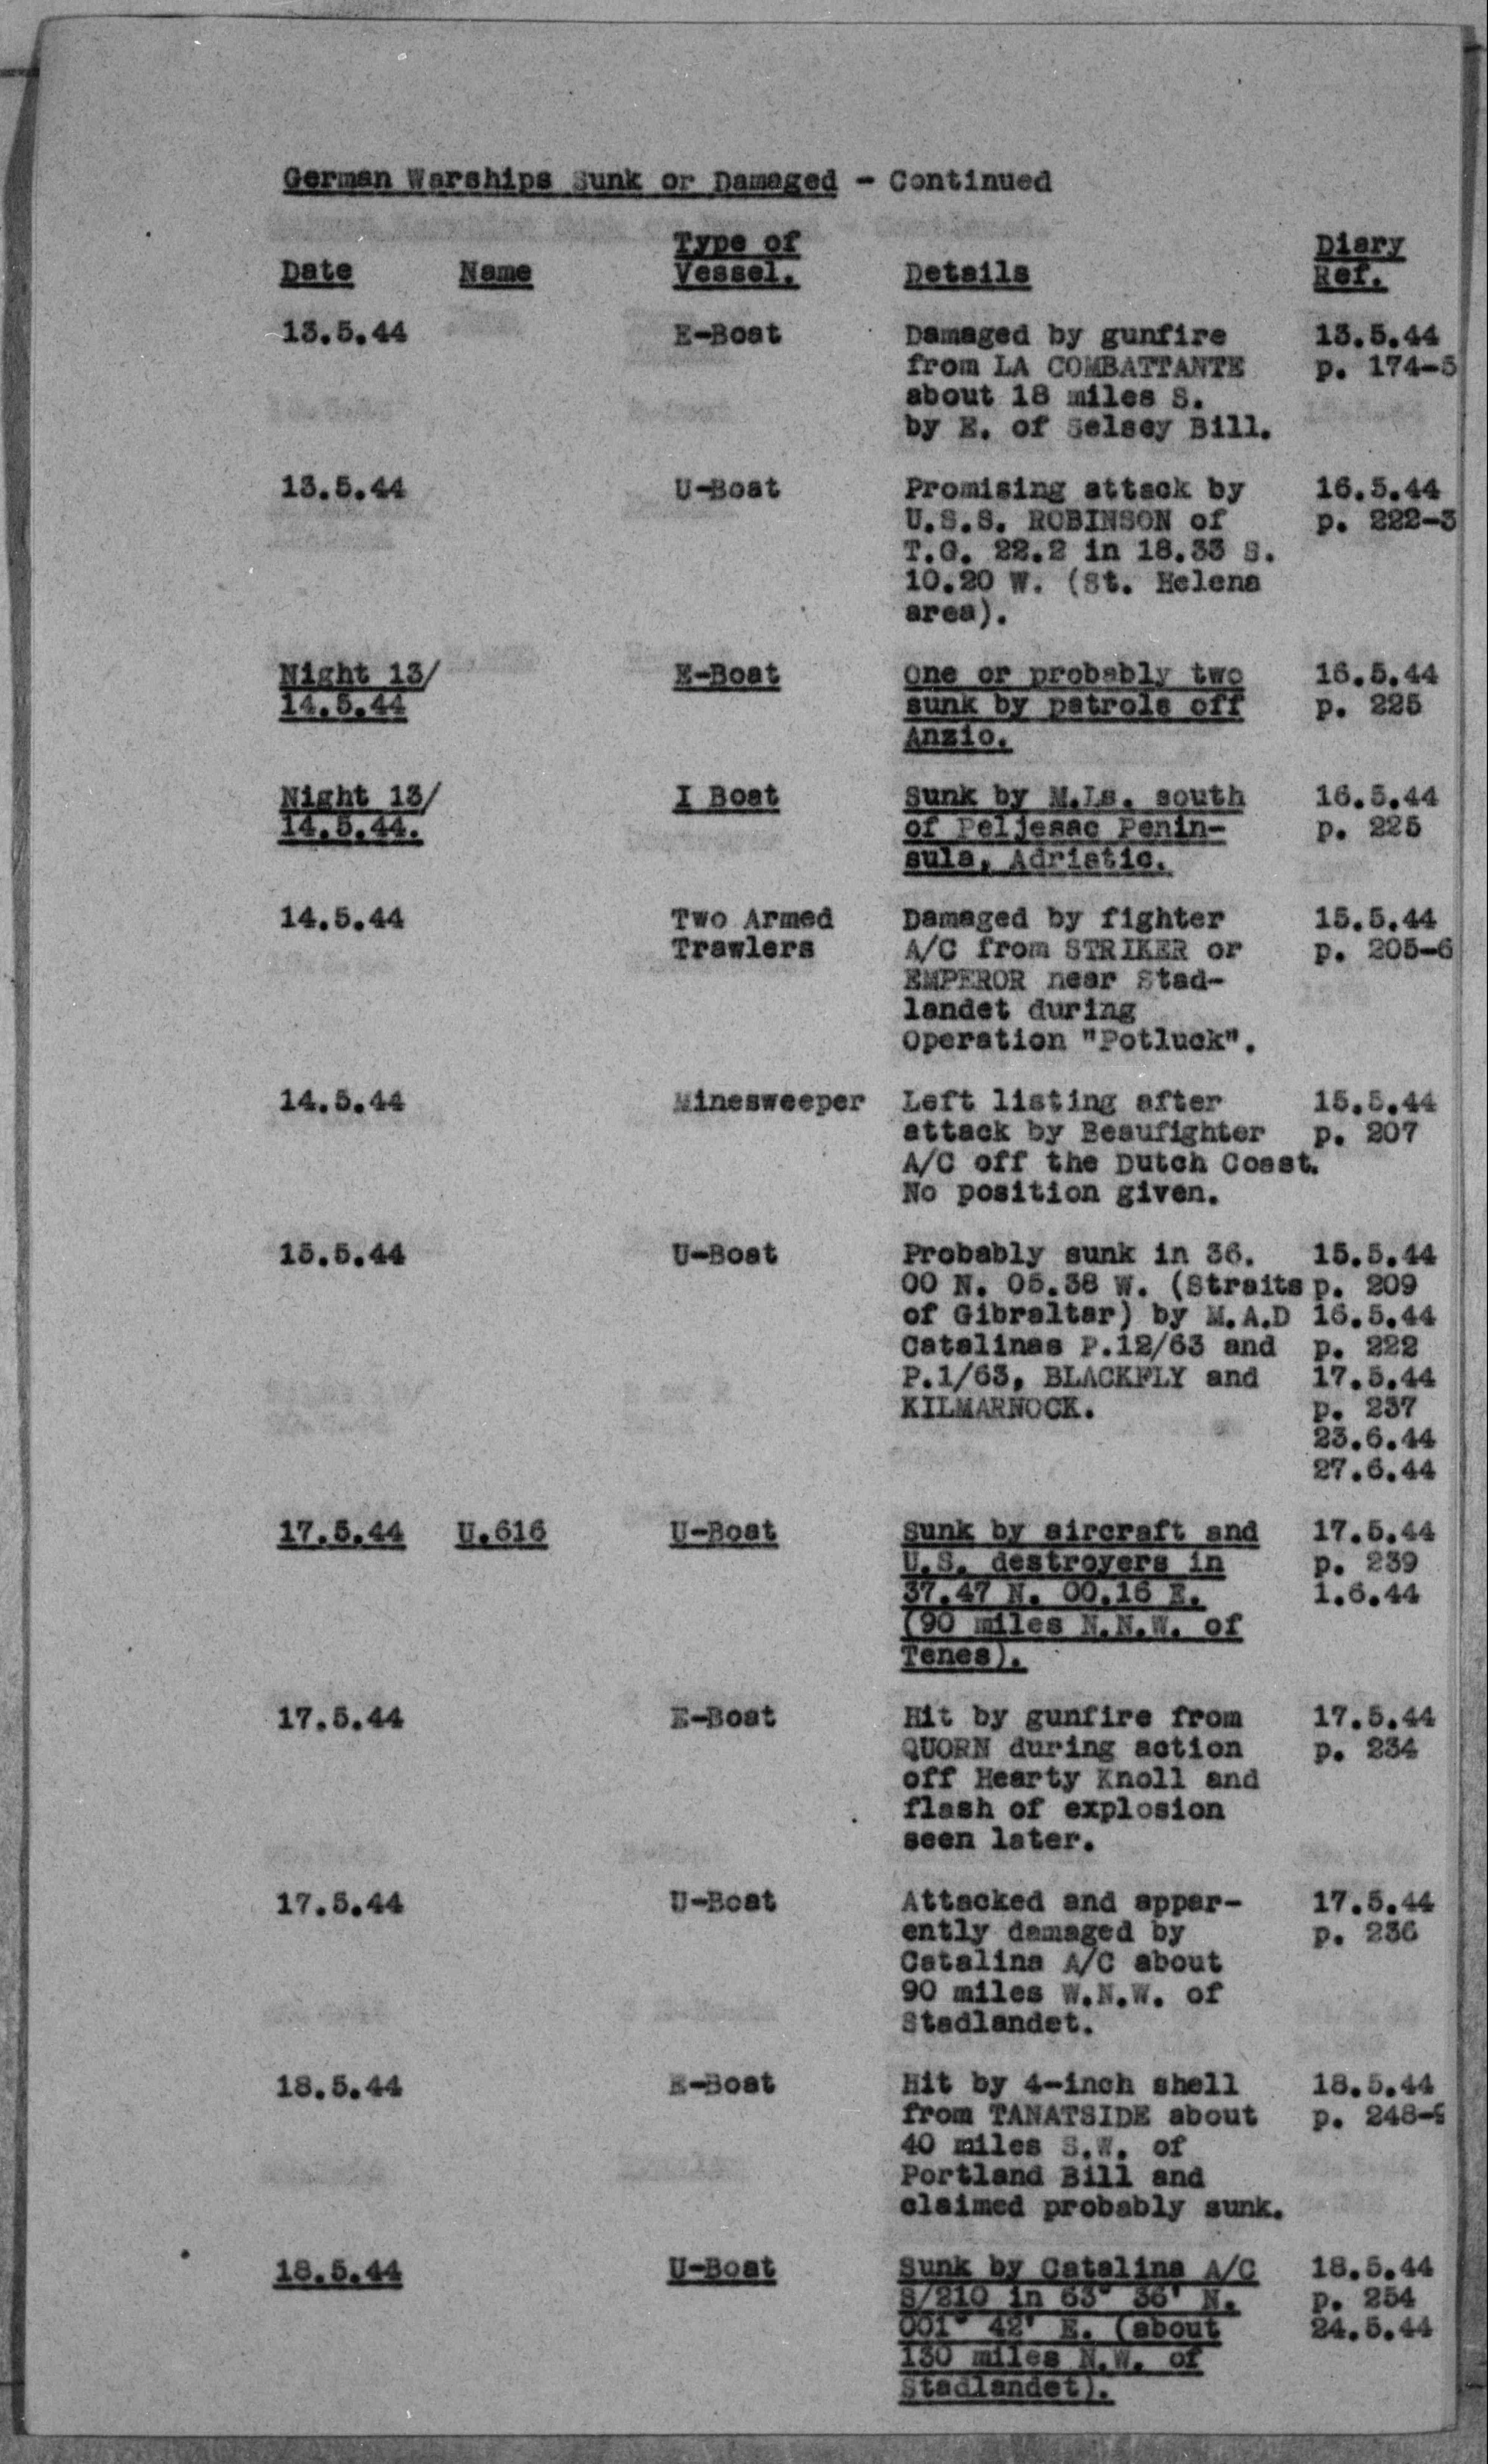 German Warships Sunk or Damaged - Continued
Date Name Type of Vessel. Details Diary Ref.
13.5.44 E-Boat Damaged by gunfire 13.5.44
from LA COMBATTANTE p. 174-5
about 18 miles S.
by E. of Selsey Bill.
13.5.44 U-Boat Promising attack by 16.5.44
U.S.S. ROBINSON of p. 222-3
T.G. 22.2 in 18.33 S.
10.20 W. (St. Helena
area).
Night 13/ E-Boat One or probably two 16.5.44
14.5.44 sunk by patrols off p. 225
Anzio.
Night 13/ I Boat Sunk by M.Ls. south 16.5.44
14.5.44. of Peljesac Penin- p. 225
sula, Adriatic.
14.5.44 Two Armed Damaged by fighter 15.5.44
Trawlers A/C from STRIKER or p. 205-6
EMPEROR near Stad-
landet during
Operation "Potluck".
14.5.44 Minesweeper Left listing after 15.5.44
attack by Beaufighter p. 207
A/C off the Dutch Coast.
No position given.
15.5.44 U-Boat Probably sunk in 36. 15.5.44
00 N. 05.38 W. (Straits p. 209
of Gibraltar) by M.A.D 16.5.44
Catalinas P.12/63 and p. 222
P.1/63, BLACKFLY and 17.5.44
KILMARNOCK. p. 237
23.6.44
27.6.44
17.5.44 U.616 U-Boat Sunk by aircraft and 17.5.44
U.S. destroyers in p. 239
37.47 N. 00.16 E. 1.6.44
(90 miles N.N.W. of
Tenes).
17.5.44 E-Boat Hit by gunfire from 17.5.44
QUORN during action p. 234
off Hearty Knoll and
flash of explosion
seen later.
17.5.44 U-Boat Attacked and appar- 17.5.44
ently damaged by p. 236
Catalina A/C about
90 miles W.N.W. of
Stadlandet.
18.5.44 E-Boat Hit by 4-inch shell 18.5.44
from TANATSIDE about p. 248-9
40 miles S.W. of
Portland Bill and
claimed probably sunk.
18.5.44 U-Boat Sunk by Catalina A/C 18.5.44
S/210 in 63° 36' N. p. 254
001° 42' E. (about 24.5.44
130 miles N.W. of
Stadlandet).